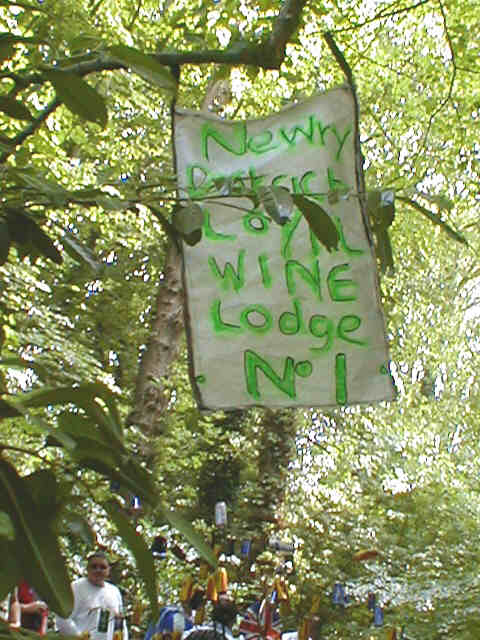 Newry
District
Loyal
WINE
Lodge
No 1